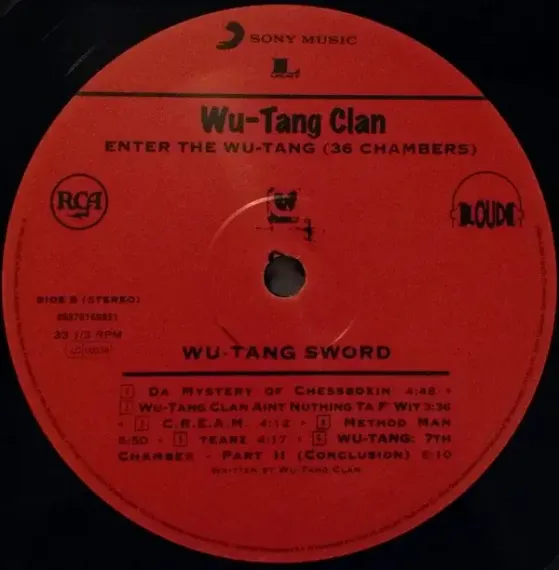 SONY MUSIC
LEGACY
Wu-Tang Clan
ENTER THE WU-TANG (36 CHAMBERS)
RCA
LOUD
SIDE B (STEREO)
33 1/3 RPM
WU-TANG SWORD
1 DA MYSTERY OF CHESSBOXIN 4:48 •
2 WU-TANG CLAN AINT NUTHING TA F' WIT 3:36
• 3 C.R.E.A.M. 4:12 • 4 METHOD MAN
5:50 • 5 TEARZ 4:17 • 6 WU-TANG: 7TH
CHAMBER - PART II (CONCLUSION) 6:10
WRITTEN BY WU-TANG CLAN